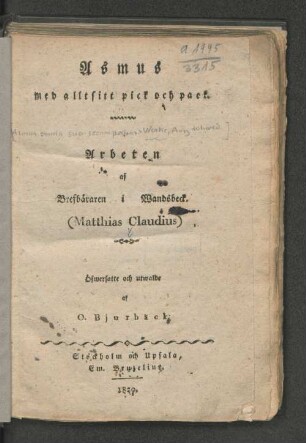 a 1995
3315
Asmus
med alltsitt pick och pack.
Arbeten
af
Brefbäraren i Wandsbeck.
(Matthias Claudius)
Öfwersatte och utwalde
af
O. Bjurbäck
Stockholm och Upsala,
Em. Bruzelius,